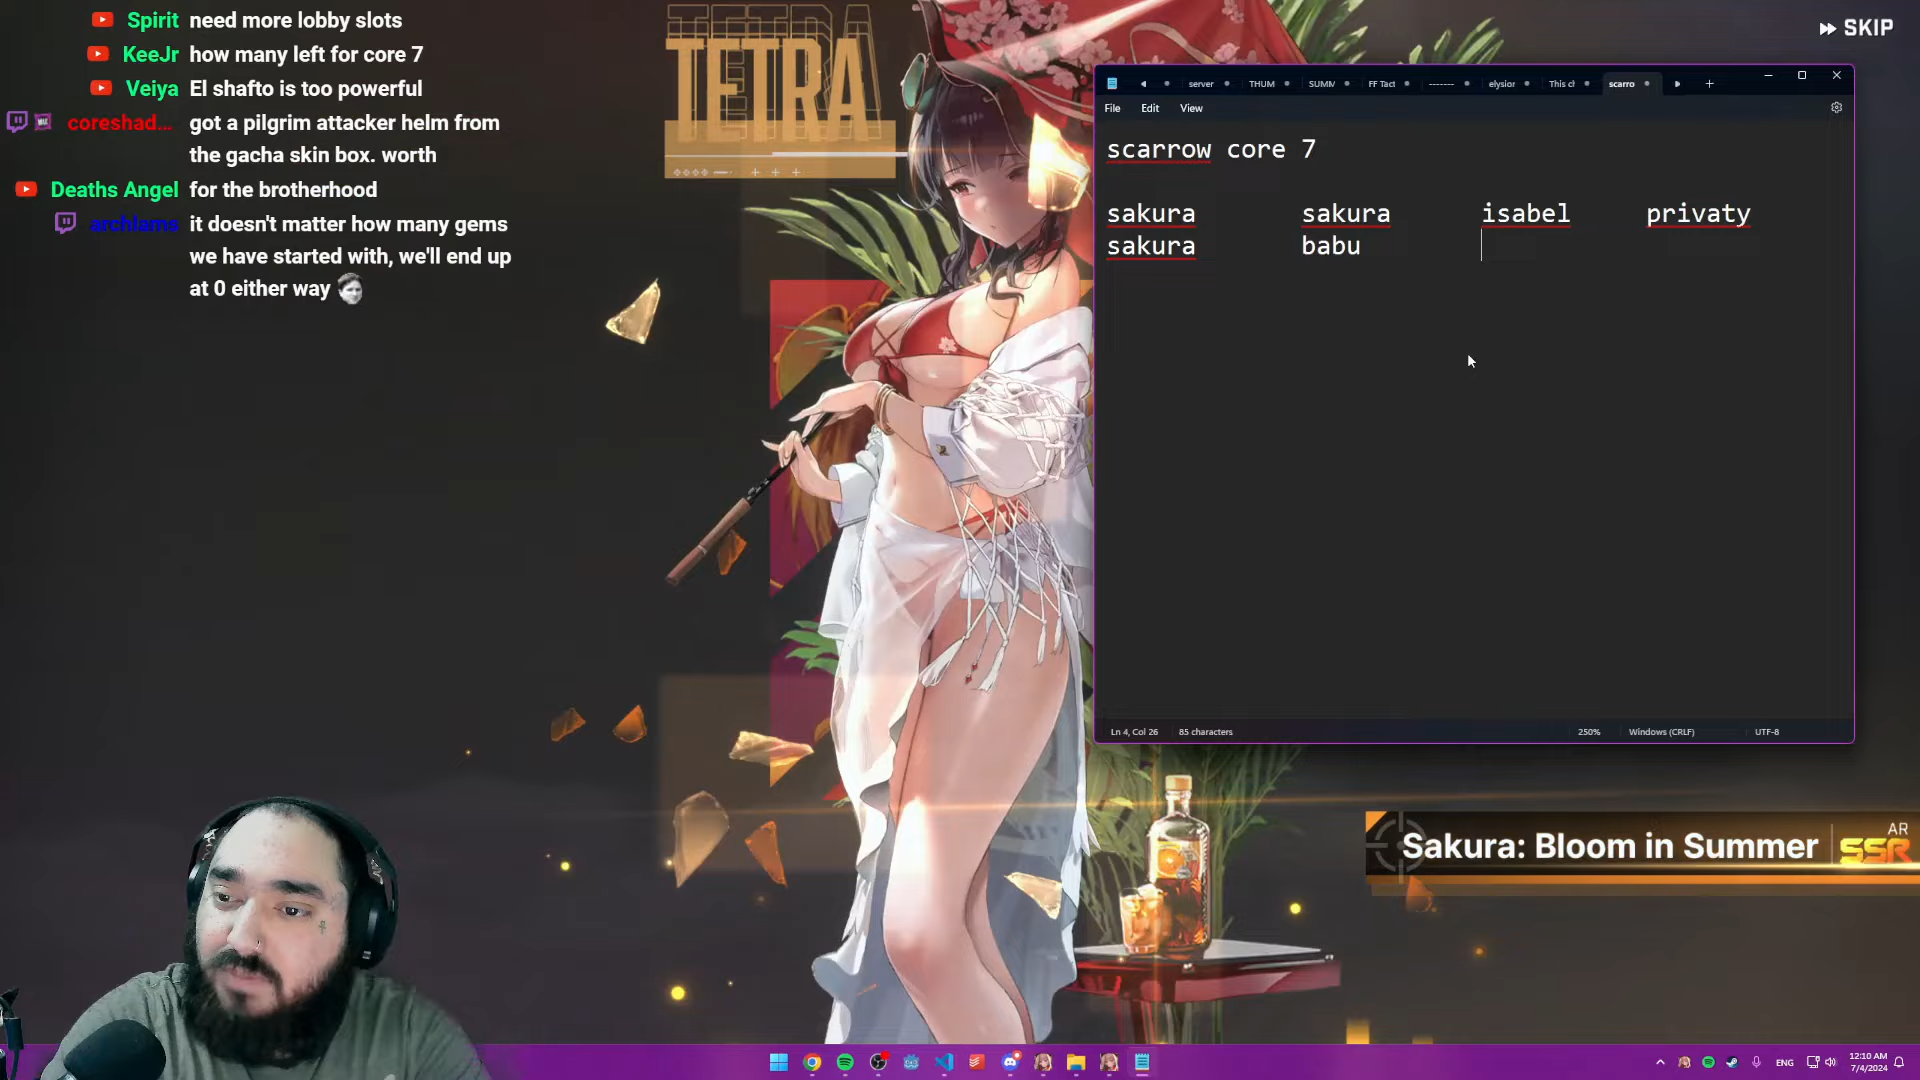 Spirit need more lobby slots
KeeJr how many left for core 7
Veiya El shafto is too powerful
coreshad... got a pilgrim attacker helm from
the gacha skin box. worth
Deaths Angel for the brotherhood
archlams it doesn't matter how many gems
we have started with, we'll end up
at 0 either way
TETRA
SKIP
server THUM SUMM FF Tact ------- elysion This cl scarro
File Edit View
scarrow core 7
sakura sakura isabel privaty
sakura babu
Ln 4, Col 26 85 characters 250% Windows (CRLF) UTF-8
Sakura: Bloom in Summer AR SSR
ENG 12:10 AM
7/4/2024